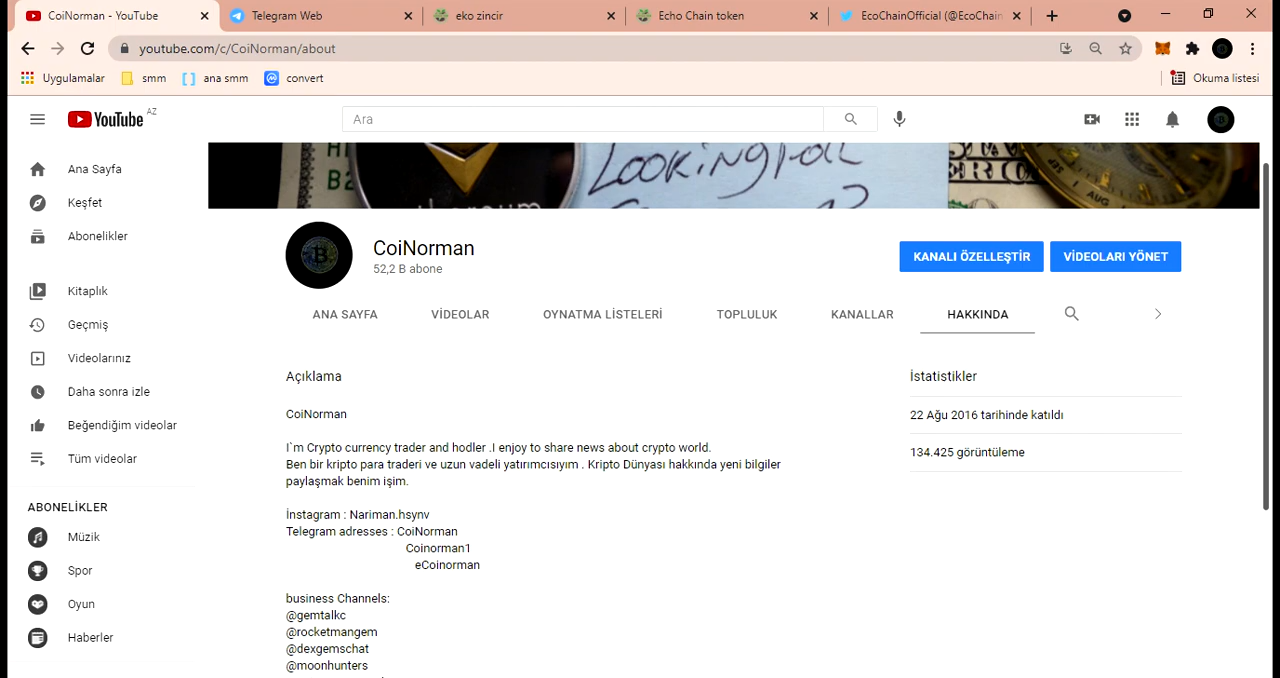 CoiNorman - YouTube
Telegram Web
eko zincir
Echo Chain token
EcoChainOfficial (@EcoChain
youtube.com/c/CoiNorman/about
Uygulamalar
smm
ana smm
convert
Okuma listesi
YouTube AZ
Ara
Ana Sayfa
Keşfet
Abonelikler
Kitaplık
Geçmiş
Videolarınız
Daha sonra izle
Beğendiğim videolar
Tüm videolar
ABONELİKLER
Müzik
Spor
Oyun
Haberler
ethereum
AUG
CoiNorman
52,2 B abone
KANALI ÖZELLEŞTİR
VİDEOLARI YÖNET
ANA SAYFA
VİDEOLAR
OYNATMA LİSTELERİ
TOPLULUK
KANALLAR
HAKKINDA
Açıklama
CoiNorman
I`m Crypto currency trader and hodler .I enjoy to share news about crypto world.
Ben bir kripto para traderi ve uzun vadeli yatırımcısıyım . Kripto Dünyası hakkında yeni bilgiler
paylaşmak benim işim.
İnstagram : Nariman.hsynv
Telegram adresses : CoiNorman
Coinorman1
eCoinorman
business Channels:
@gemtalkc
@rocketmangem
@dexgemschat
@moonhunters
İstatistikler
22 Ağu 2016 tarihinde katıldı
134.425 görüntüleme